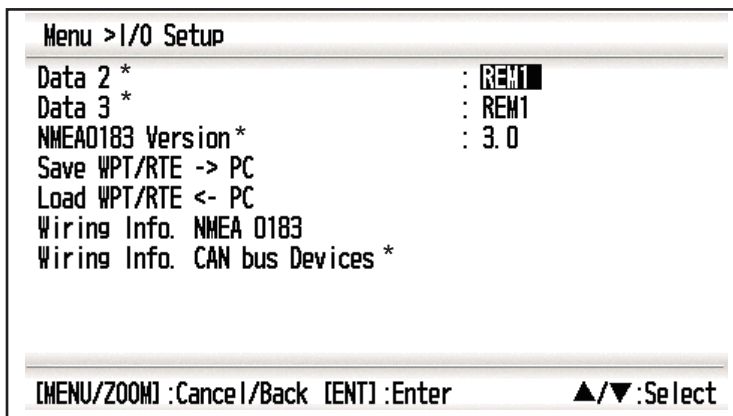 Menu >I/O Setup
Data 2 * : REM1
Data 3 * : REM1
NMEA0183 Version* : 3.0
Save WPT/RTE -> PC
Load WPT/RTE <- PC
Wiring Info. NMEA 0183
Wiring Info. CAN bus Devices *
[MENU/ZOOM]:Cancel/Back [ENT]:Enter ▲/▼:Select